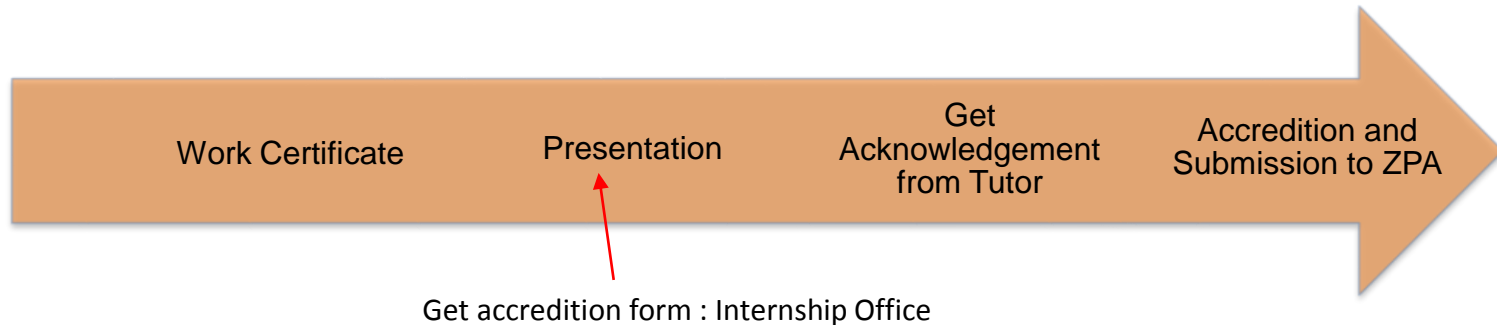 Work Certificate
Presentation
Get
Acknowledgement
from Tutor
Accredition and
Submission to ZPA
Get accredition form : Internship Office